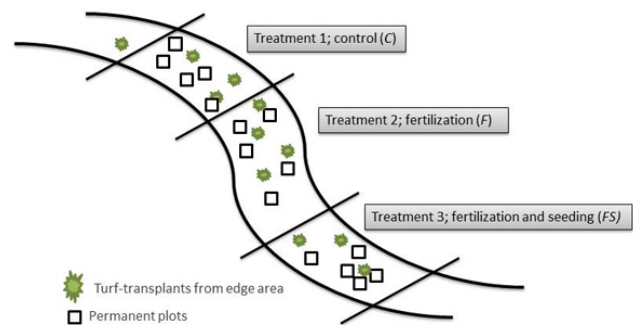 Treatment 1; control (C)
Treatment 2; fertilization (F)
Treatment 3; fertilization and seeding (FS)
Turf-transplants from edge area
Permanent plots